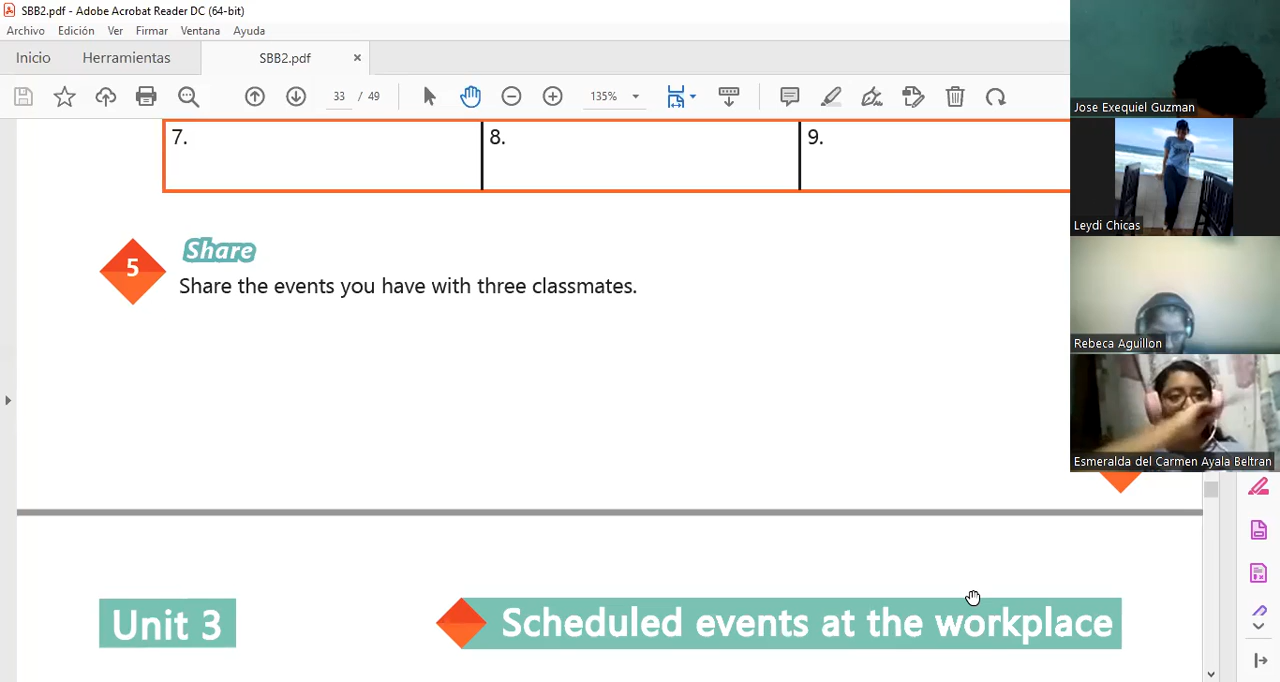 SBB2.pdf - Adobe Acrobat Reader DC (64-bit)
Archivo Edición Ver Firmar Ventana Ayuda
Inicio Herramientas SBB2.pdf ×
33 / 49 135%
7. 8. 9.
5 Share
Share the events you have with three classmates.
Unit 3 Scheduled events at the workplace
Jose Exequiel Guzman
Leydi Chicas
Rebeca Aguillon
Esmeralda del Carmen Ayala Beltran